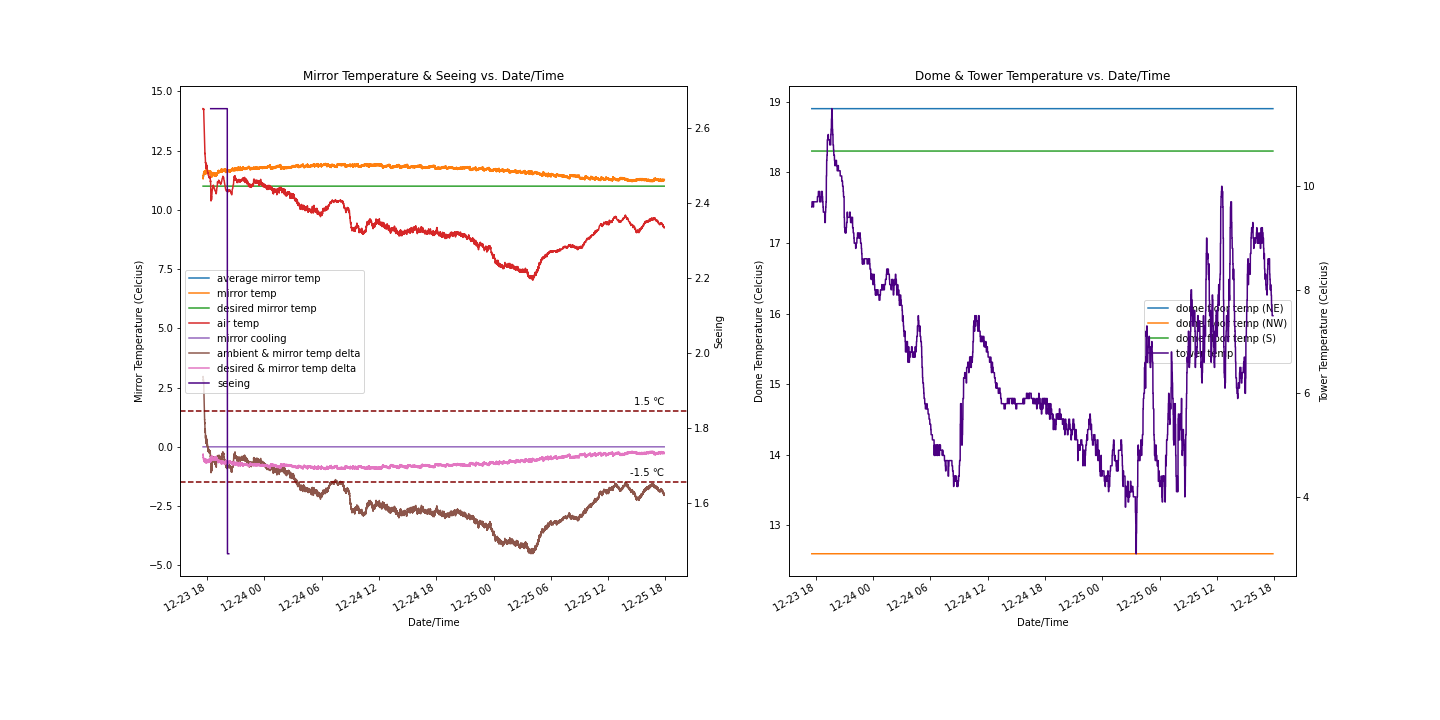 Mirror Temperature & Seeing vs. Date/Time
Mirror Temperature (Celcius)
15.0
12.5
10.0
7.5
5.0
2.5
0.0
−2.5
−5.0
average mirror temp
mirror temp
desired mirror temp
air temp
mirror cooling
ambient & mirror temp delta
desired & mirror temp delta
seeing
1.5 °C
-1.5 °C
2.6
2.4
2.2
2.0
1.8
1.6
Seeing
12-23 18
12-24 00
12-24 06
12-24 12
12-24 18
12-25 00
12-25 06
12-25 12
12-25 18
Date/Time
Dome & Tower Temperature vs. Date/Time
Dome Temperature (Celcius)
19
18
17
16
15
14
13
dome floor temp (NE)
dome floor temp (NW)
dome floor temp (S)
tower temp
10
8
6
4
Tower Temperature (Celcius)
12-23 18
12-24 00
12-24 06
12-24 12
12-24 18
12-25 00
12-25 06
12-25 12
12-25 18
Date/Time